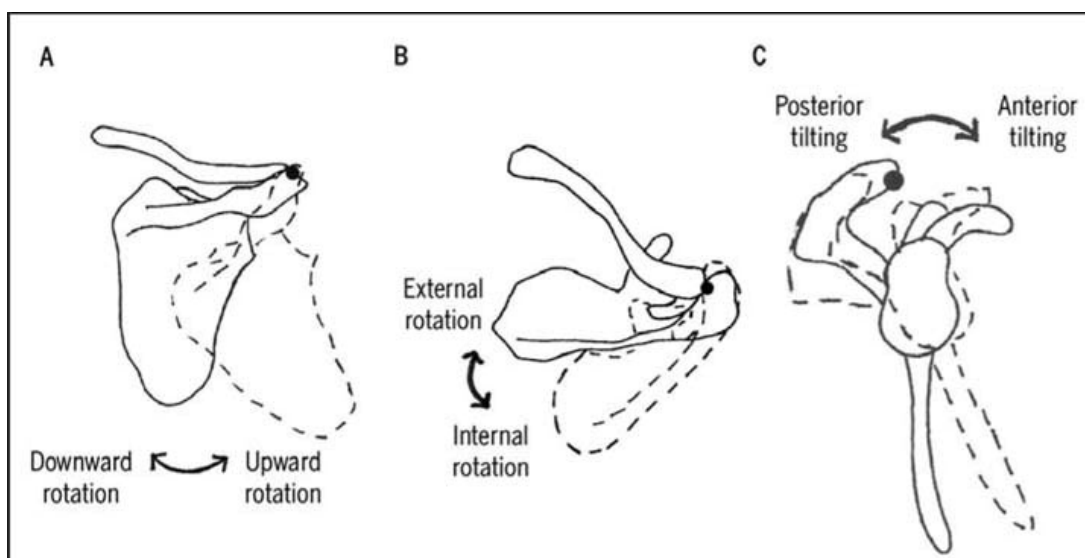 A
Downward
rotation
Upward
rotation
B
External
rotation
Internal
rotation
C
Posterior
tilting
Anterior
tilting